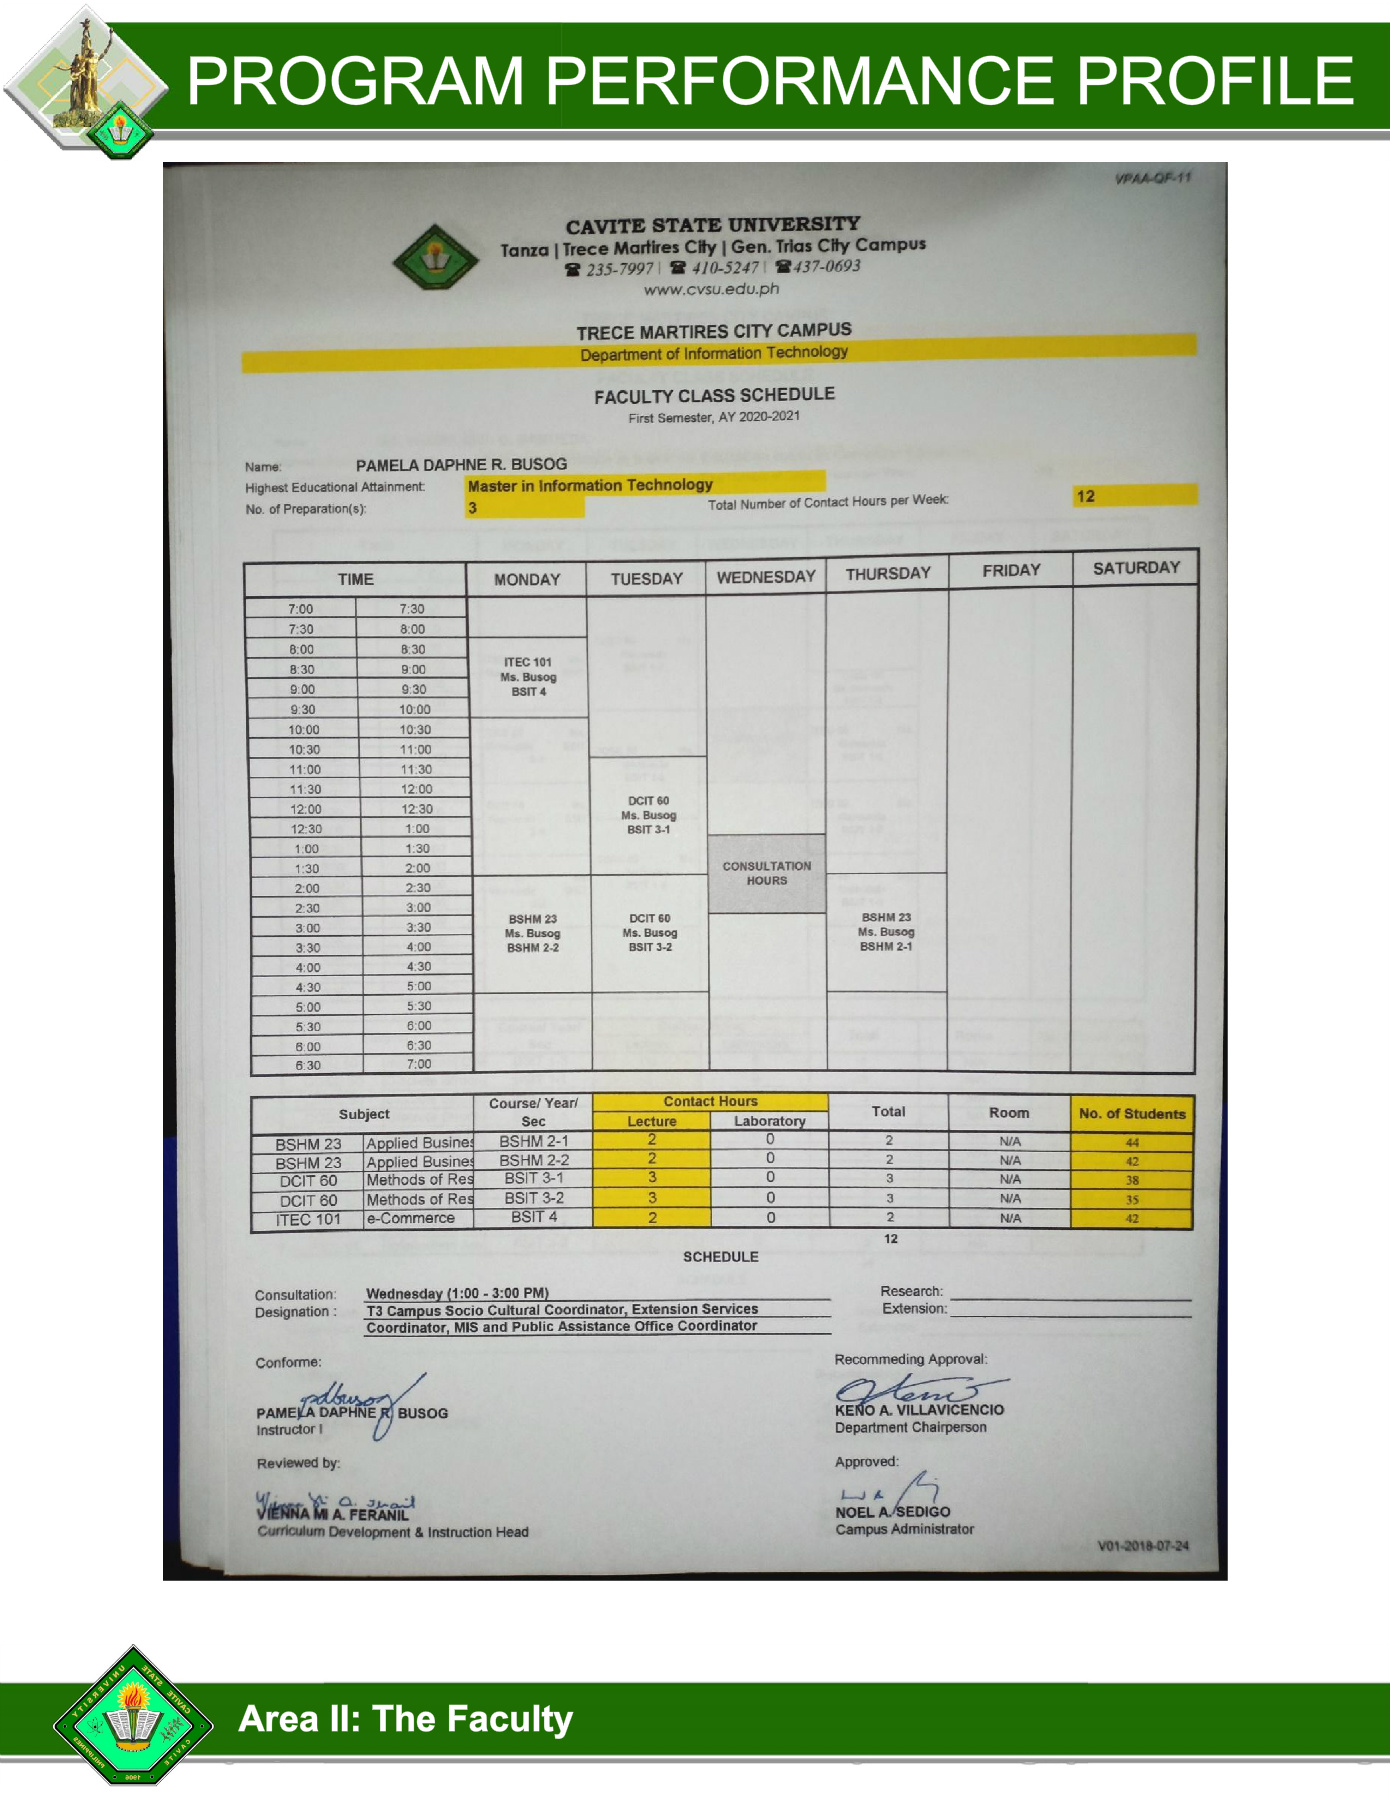 PROGRAM PERFORMANCE PROFILE
VPAA-QF-11
CAVITE STATE UNIVERSITY
Tanza | Trece Martires City | Gen. Trias City Campus
☎ 235-7997 | ☎ 410-5247 | ☎437-0693
www.cvsu.edu.ph
TRECE MARTIRES CITY CAMPUS
Department of Information Technology
FACULTY CLASS SCHEDULE
First Semester, AY 2020-2021
Name: PAMELA DAPHNE R. BUSOG
Highest Educational Attainment: Master in Information Technology
No. of Preparation(s): 3 Total Number of Contact Hours per Week: 12
TIME MONDAY TUESDAY WEDNESDAY THURSDAY FRIDAY SATURDAY
7:00 7:30
7:30 8:00
8:00 8:30
8:30 9:00
9:00 9:30
9:30 10:00
10:00 10:30
10:30 11:00
11:00 11:30
11:30 12:00
12:00 12:30
12:30 1:00
1:00 1:30
1:30 2:00
2:00 2:30
2:30 3:00
3:00 3:30
3:30 4:00
4:00 4:30
4:30 5:00
5:00 5:30
5:30 6:00
6:00 6:30
6:30 7:00
ITEC 101
Ms. Busog
BSIT 4
BSHM 23
Ms. Busog
BSHM 2-2
DCIT 60
Ms. Busog
BSIT 3-1
DCIT 60
Ms. Busog
BSIT 3-2
CONSULTATION
HOURS
BSHM 23
Ms. Busog
BSHM 2-1
Subject Course/ Year/ Sec Contact Hours Total Room No. of Students
Lecture Laboratory
BSHM 23 Applied Busines BSHM 2-1 2 0 2 N/A 44
BSHM 23 Applied Busines BSHM 2-2 2 0 2 N/A 42
DCIT 60 Methods of Res BSIT 3-1 3 0 3 N/A 38
DCIT 60 Methods of Res BSIT 3-2 3 0 3 N/A 35
ITEC 101 e-Commerce BSIT 4 2 0 2 N/A 42
12
SCHEDULE
Consultation: Wednesday (1:00 - 3:00 PM) Research:
Designation : T3 Campus Socio Cultural Coordinator, Extension Services Extension:
Coordinator, MIS and Public Assistance Office Coordinator
Conforme: Recommeding Approval:
pdbusog
PAMELA DAPHNE R. BUSOG KENO A. VILLAVICENCIO
Instructor I Department Chairperson
Reviewed by: Approved:
VIENNA MI A. FERANIL NOEL A. SEDIGO
Curriculum Development & Instruction Head Campus Administrator
V01-2018-07-24
CAVITE STATE UNIVERSITY
CAVITE PHILIPPINES
1906
Area II: The Faculty